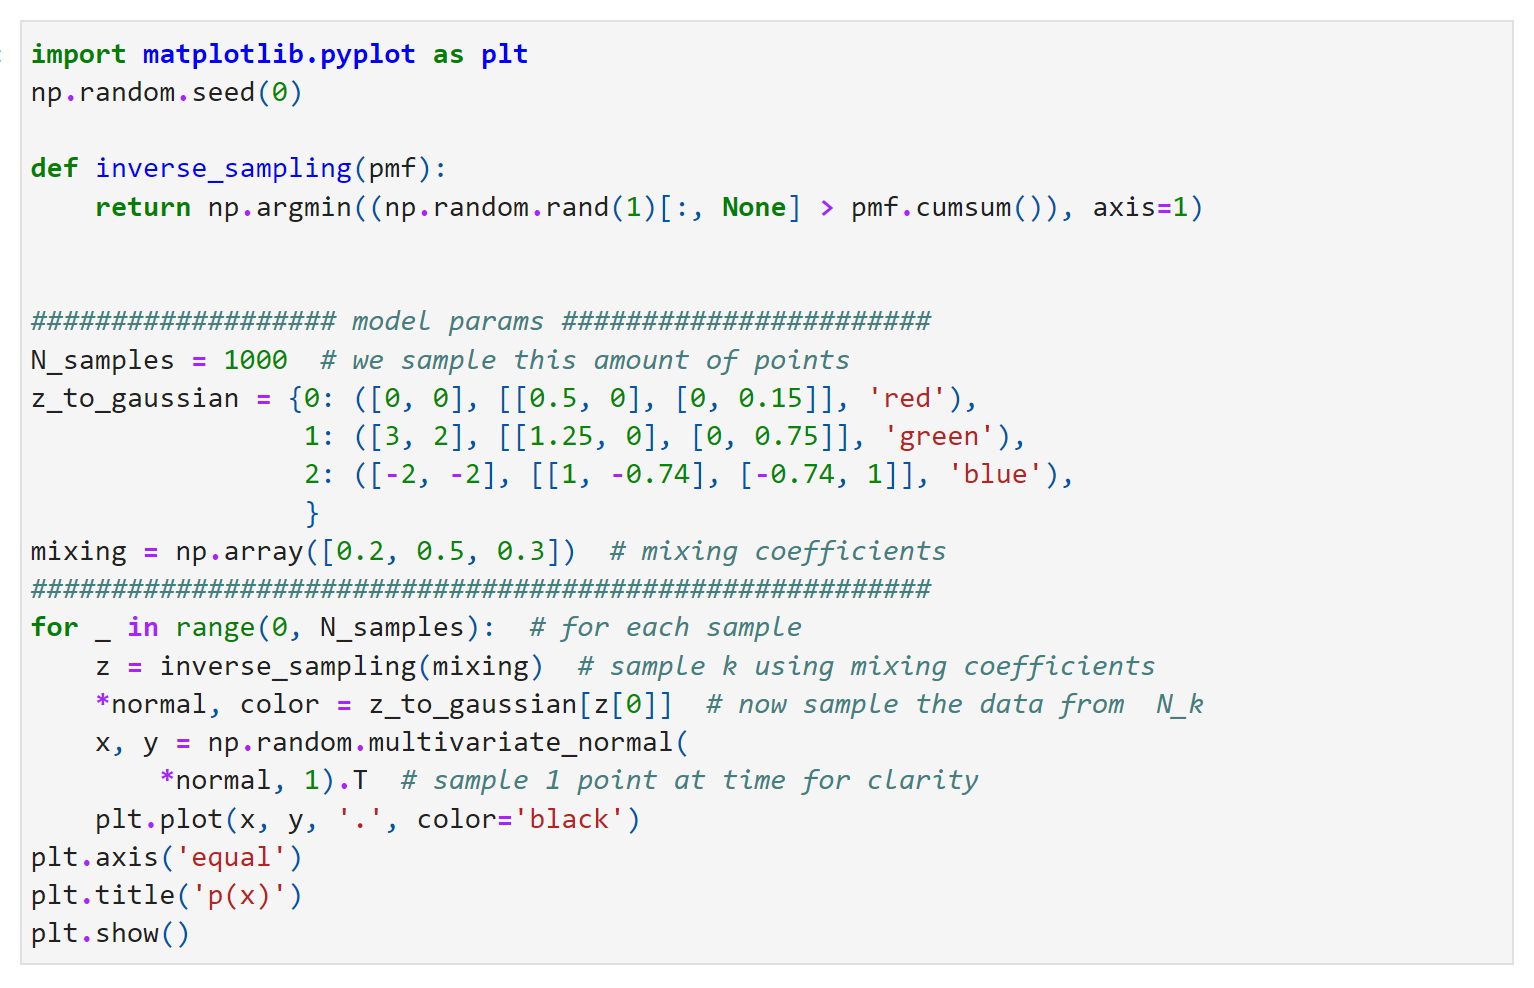 import matplotlib.pyplot as plt
np.random.seed(0)
def inverse_sampling(pmf):
    return np.argmin((np.random.rand(1)[:, None] > pmf.cumsum()), axis=1)
################### model params #######################
N_samples = 1000  # we sample this amount of points
z_to_gaussian = {0: ([0, 0], [[0.5, 0], [0, 0.15]], 'red'),
                 1: ([3, 2], [[1.25, 0], [0, 0.75]], 'green'),
                 2: ([-2, -2], [[1, -0.74], [-0.74, 1]], 'blue'),
                 }
mixing = np.array([0.2, 0.5, 0.3])  # mixing coefficients
########################################################
for _ in range(0, N_samples):  # for each sample
    z = inverse_sampling(mixing)  # sample k using mixing coefficients
    *normal, color = z_to_gaussian[z[0]]  # now sample the data from  N_k
    x, y = np.random.multivariate_normal(
        *normal, 1).T  # sample 1 point at time for clarity
    plt.plot(x, y, '.', color='black')
plt.axis('equal')
plt.title('p(x)')
plt.show()